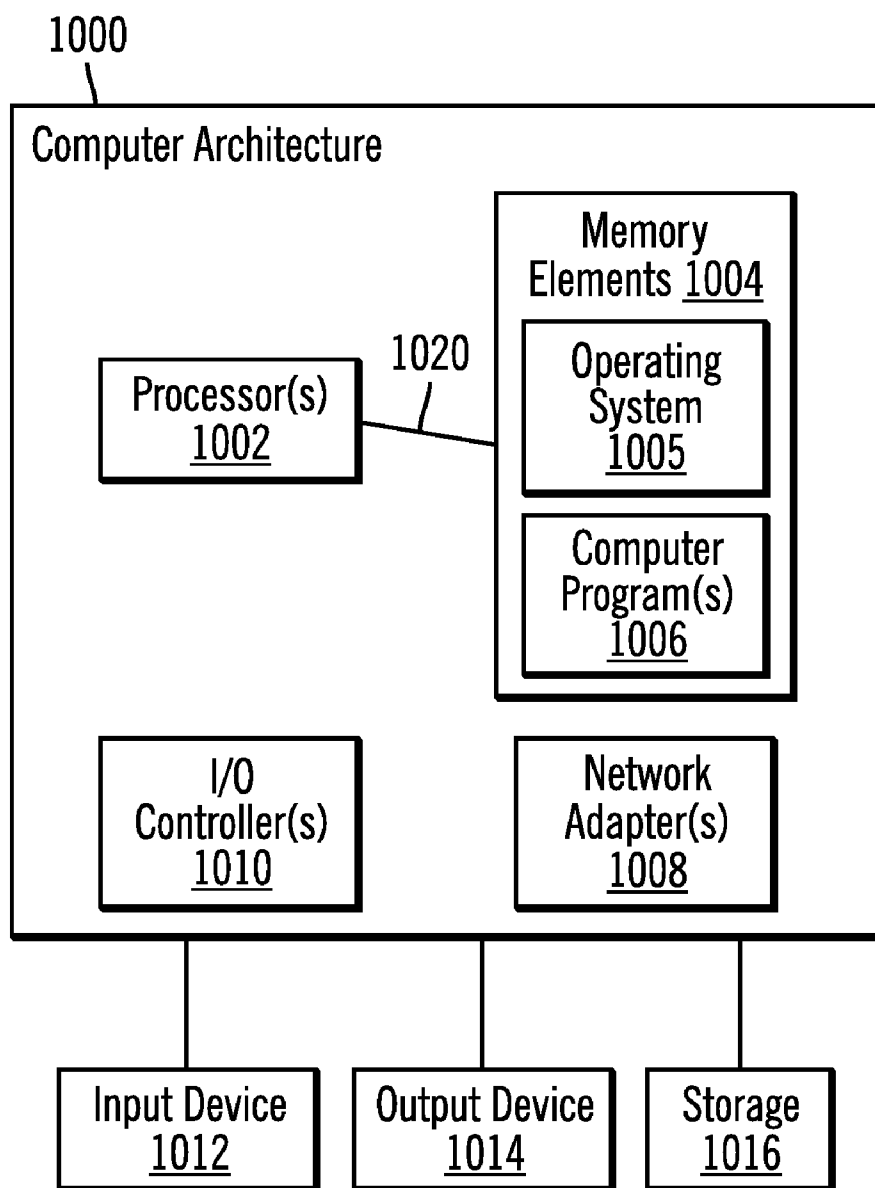 1000
Computer Architecture
Memory
Elements 1004
1020
Processor(s)
1002
Operating
System
1005
Computer
Program(s)
1006
I/O
Controller(s)
1010
Network
Adapter(s)
1008
Input Device
1012
Output Device
1014
Storage
1016